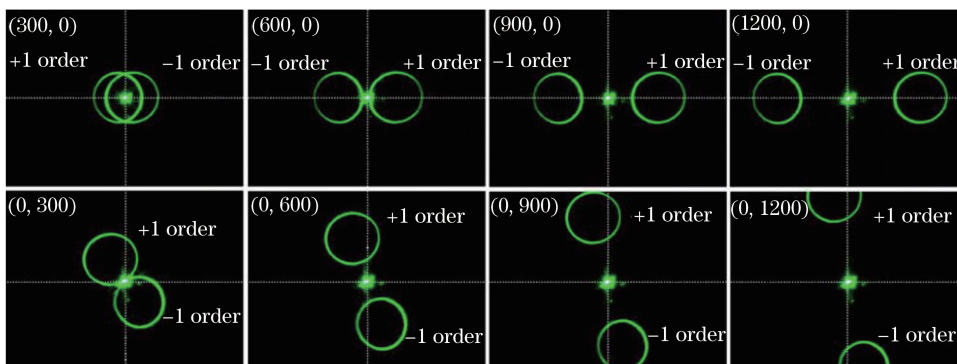 (300, 0)
+1 order
−1 order
(600, 0)
−1 order
+1 order
(900, 0)
−1 order
+1 order
(1200, 0)
−1 order
+1 order
(0, 300)
+1 order
−1 order
(0, 600)
+1 order
−1 order
(0, 900)
+1 order
−1 order
(0, 1200)
+1 order
−1 order